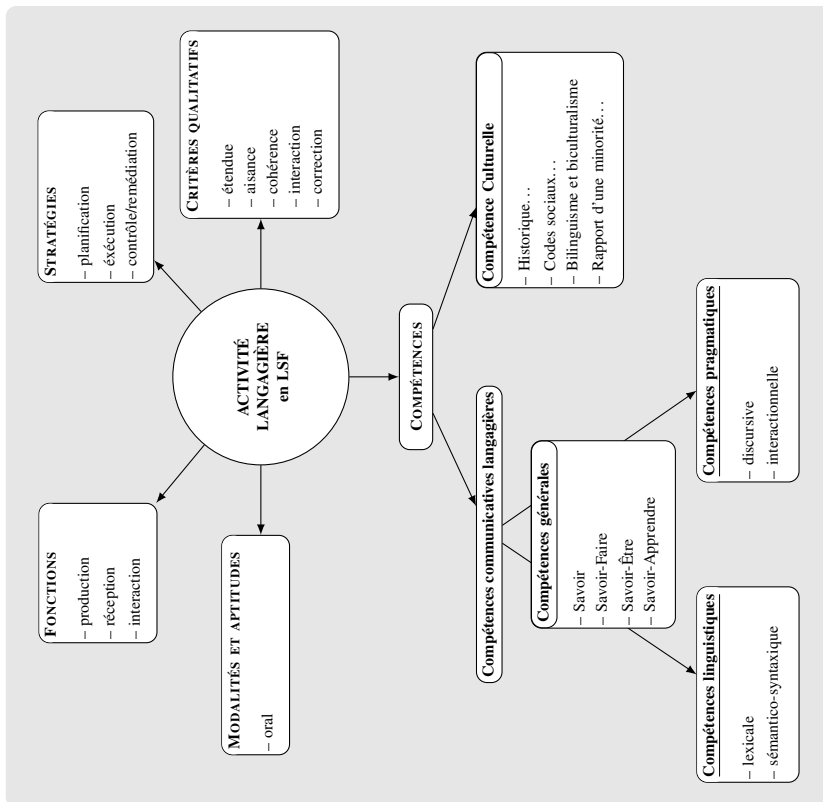 FONCTIONS
– production
– réception
– interaction
STRATÉGIES
– planification
– éxécution
– contrôle/remédiation
MODALITÉS ET APTITUDES
– oral
ACTIVITÉ
LANGAGIÈRE
en LSF
CRITÈRES QUALITATIFS
– étendue
– aisance
– cohérence
– interaction
– correction
COMPÉTENCES
Compétences communicatives langagières
Compétence Culturelle
– Historique…
– Codes sociaux…
– Bilinguisme et biculturalisme
– Rapport d'une minorité…
Compétences générales
– Savoir
– Savoir-Faire
– Savoir-Être
– Savoir-Apprendre
Compétences linguistiques
– lexicale
– sémantico-syntaxique
Compétences pragmatiques
– discursive
– interactionnelle